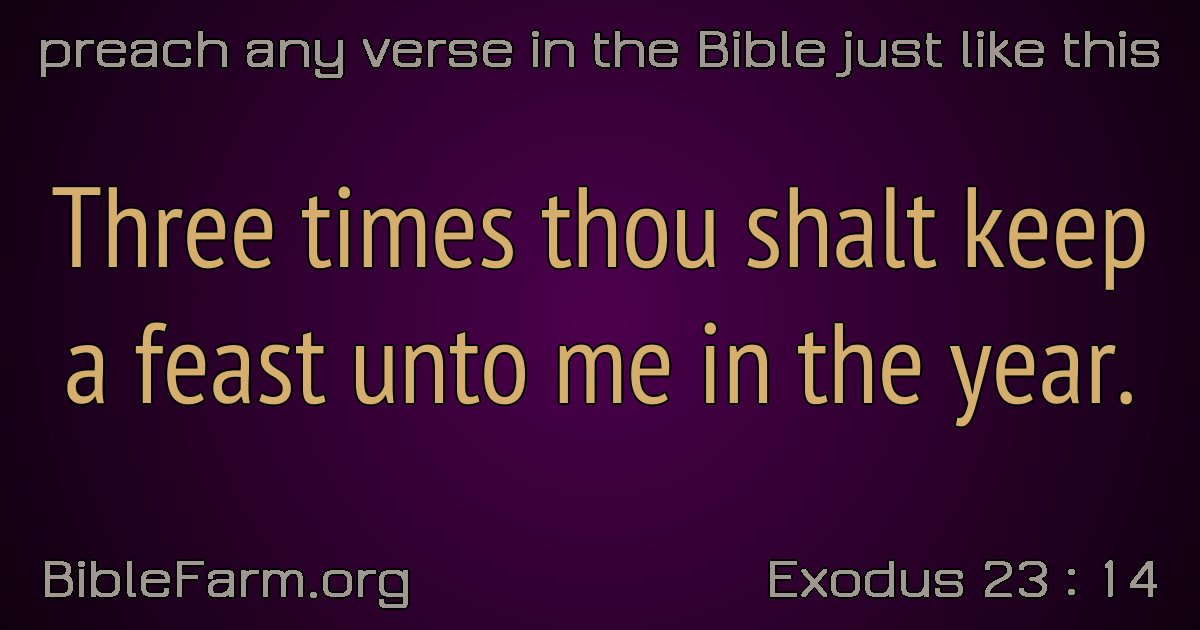 preach any verse in the Bible just like this
Three times thou shalt keep
a feast unto me in the year.
BibleFarm.org
Exodus 23 : 14